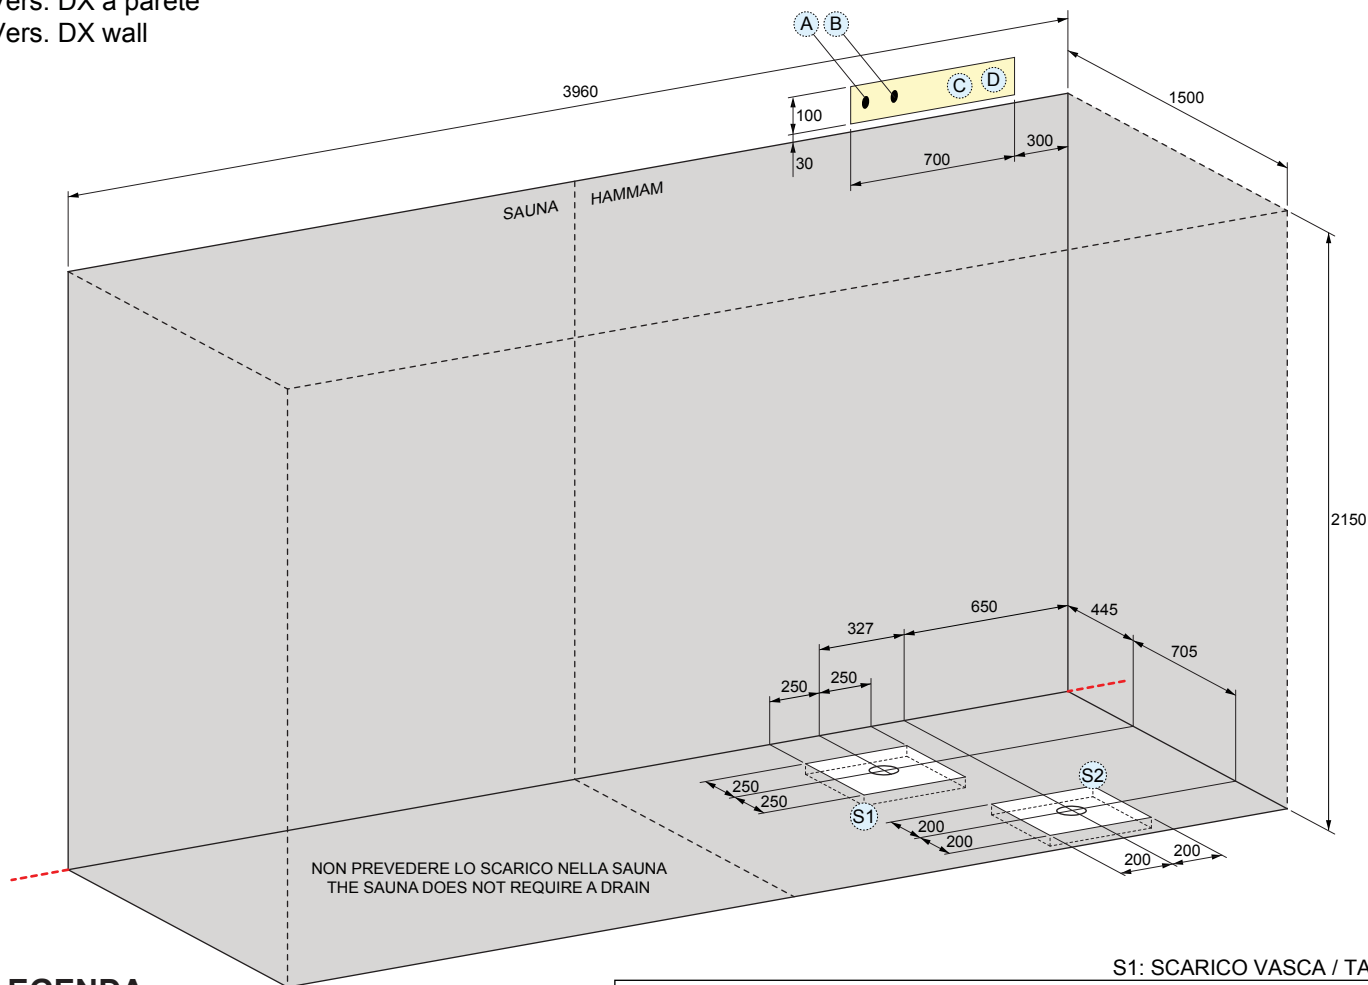 Vers. DX a parete
Vers. DX wall
A B
C D
3960
1500
100
30
700
300
SAUNA
HAMMAM
2150
650
445
327
705
250
250
250
250
S1
S2
200
200
200
200
NON PREVEDERE LO SCARICO NELLA SAUNA
THE SAUNA DOES NOT REQUIRE A DRAIN
S1: SCARICO VASCA /